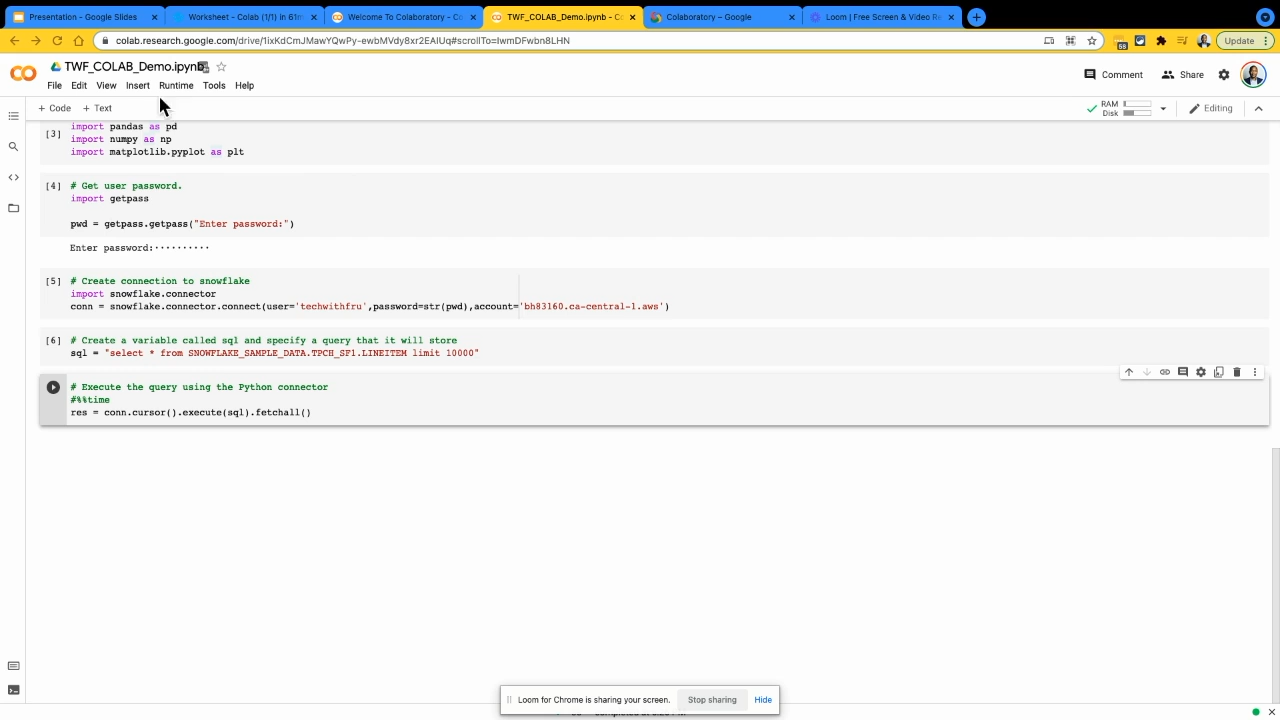 Presentation - Google Slides
Worksheet - Colab (1/1) in 61m
Welcome To Colaboratory - Co
TWF_COLAB_Demo.ipynb - Co
Colaboratory – Google
Loom | Free Screen & Video Re
colab.research.google.com/drive/1ixKdCmJMawYQwPy-ewbMVdy8xr2EAIUq#scrollTo=IwmDFwbn8LHN
68
Update
TWF_COLAB_Demo.ipynb
File Edit View Insert Runtime Tools Help
Comment
Share
+ Code + Text
RAM
Disk
Editing
[3]
import pandas as pd
import numpy as np
import matplotlib.pyplot as plt
[4] # Get user password.
import getpass
pwd = getpass.getpass("Enter password:")
Enter password:··········
[5] # Create connection to snowflake
import snowflake.connector
conn = snowflake.connector.connect(user='techwithfru',password=str(pwd),account='bh83160.ca-central-1.aws')
[6] # Create a variable called sql and specify a query that it will store
sql = "select * from SNOWFLAKE_SAMPLE_DATA.TPCH_SF1.LINEITEM limit 10000"
# Execute the query using the Python connector
#%%time
res = conn.cursor().execute(sql).fetchall()
Loom for Chrome is sharing your screen.
Stop sharing
Hide